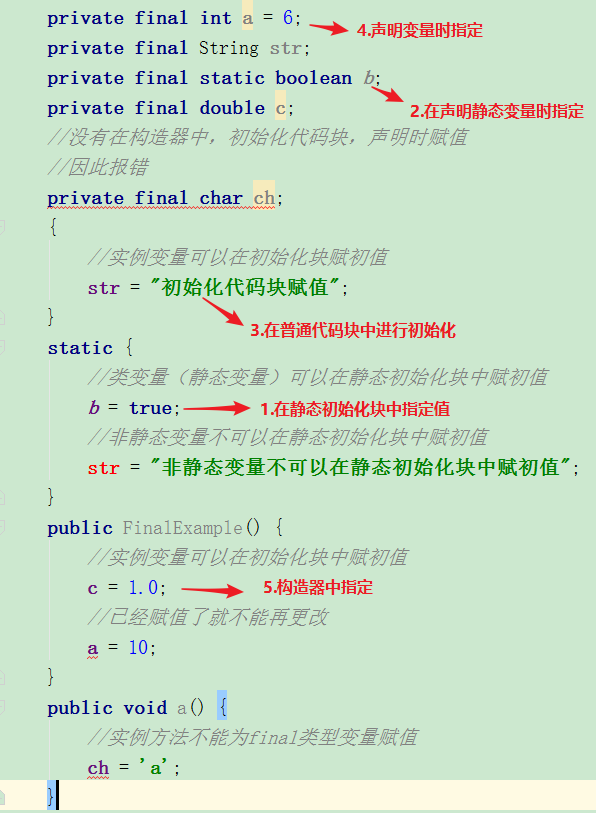 private final int a = 6;
4.声明变量时指定
private final String str;
private final static boolean b;
private final double c;
2.在声明静态变量时指定
//没有在构造器中，初始化代码块，声明时赋值
//因此报错
private final char ch;
{
//实例变量可以在初始化块赋初值
str = "初始化代码块赋值";
}
3.在普通代码块中进行初始化
static {
//类变量（静态变量）可以在静态初始化块中赋初值
b = true;
1.在静态初始化块中指定值
//非静态变量不可以在静态初始化块中赋初值
str = "非静态变量不可以在静态初始化块中赋初值";
}
public FinalExample() {
//实例变量可以在初始化块中赋初值
c = 1.0;
5.构造器中指定
//已经赋值了就不能再更改
a = 10;
}
public void a() {
//实例方法不能为final类型变量赋值
ch = 'a';
}